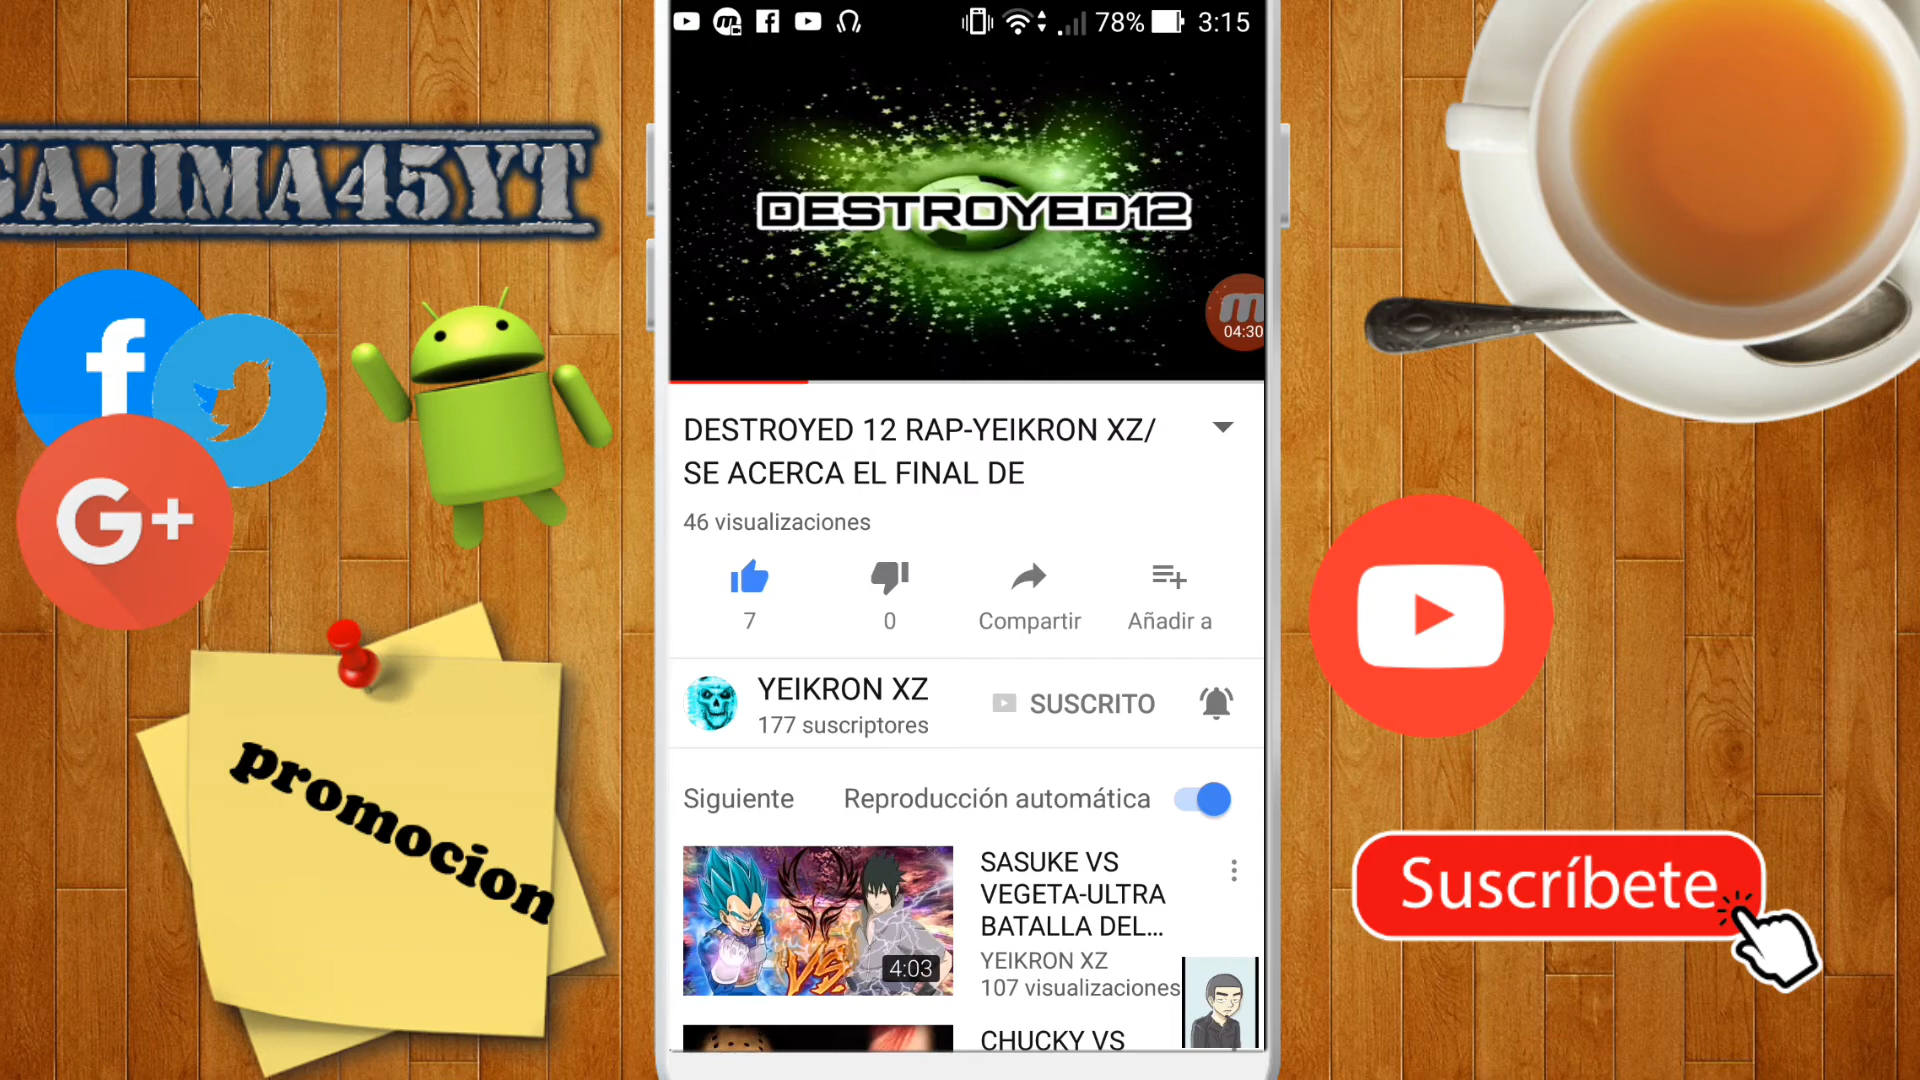 78% 3:15
AJIMA45YT
DESTROYED12
m
04:30
f
G+
DESTROYED 12 RAP-YEIKRON XZ/
SE ACERCA EL FINAL DE
46 visualizaciones
7
0
Compartir
Añadir a
YEIKRON XZ
177 suscriptores
SUSCRITO
promocion
Siguiente
Reproducción automática
Suscríbete
SASUKE VS
VEGETA-ULTRA
BATALLA DEL...
YEIKRON XZ
107 visualizaciones
VS
4:03
CHUCKY VS